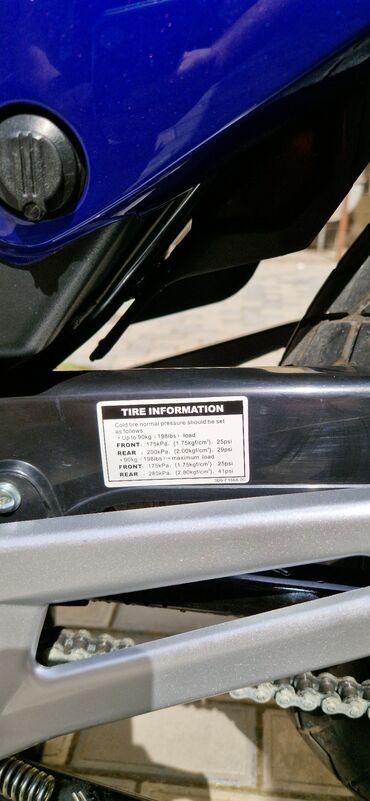 TIRE INFORMATION
Cold tire normal pressure should be set
as follows.
・Up to 90kg (198lbs) load
FRONT: 175kPa, {1.75kgf/cm²}, 25psi
REAR : 200kPa, {2.00kgf/cm²}, 29psi
・90kg (198lbs)~maximum load
FRONT: 175kPa, {1.75kgf/cm²}, 25psi
REAR : 280kPa, {2.80kgf/cm²}, 41psi